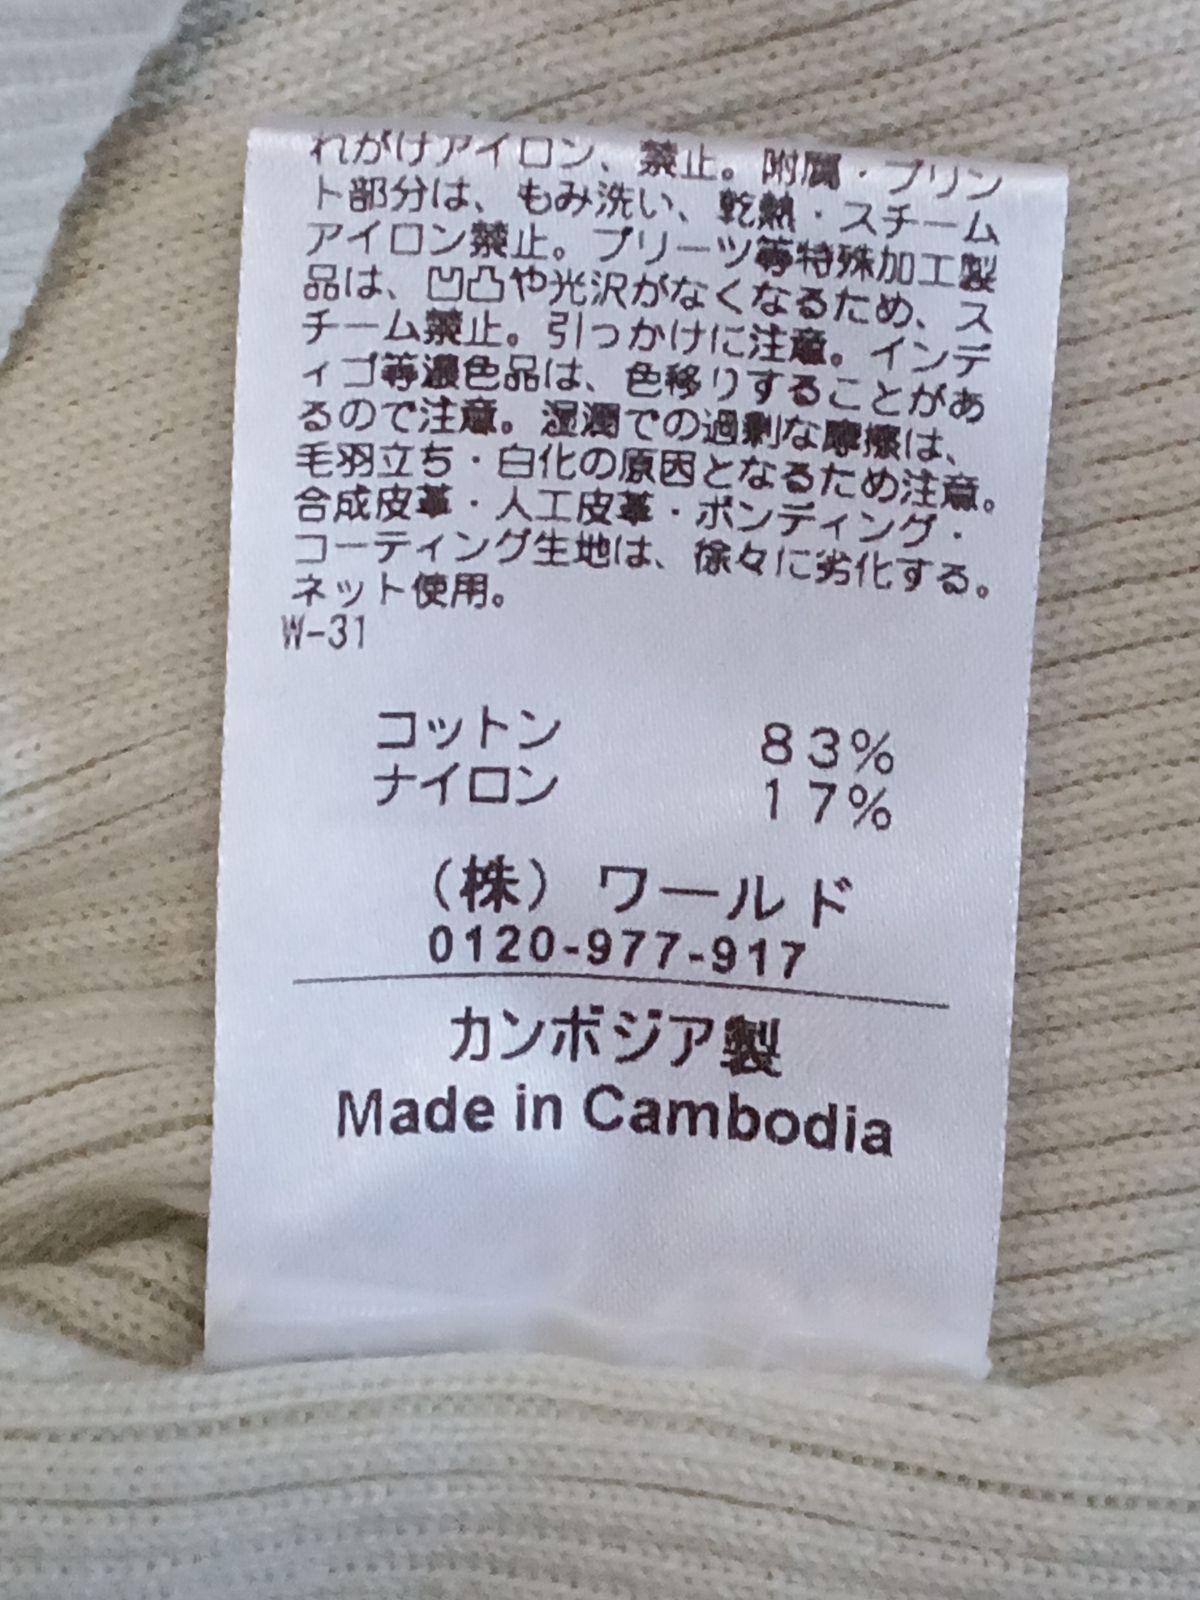 れがけアイロン、禁止。附属・プリン
ト部分は、もみ洗い、乾熱・スチーム
アイロン禁止。プリーツ等特殊加工製
品は、凹凸や光沢がなくなるため、ス
チーム禁止。引っかけに注意。インデ
ィゴ等濃色品は、色移りすることがあ
るので注意。湿潤での過剰な摩擦は、
毛羽立ち・白化の原因となるため注意。
合成皮革・人工皮革・ボンディング・
コーティング生地は、徐々に劣化する。
ネット使用。
W-31
コットン 83%
ナイロン 17%
（株）ワールド
0120-977-917
カンボジア製
Made in Cambodia